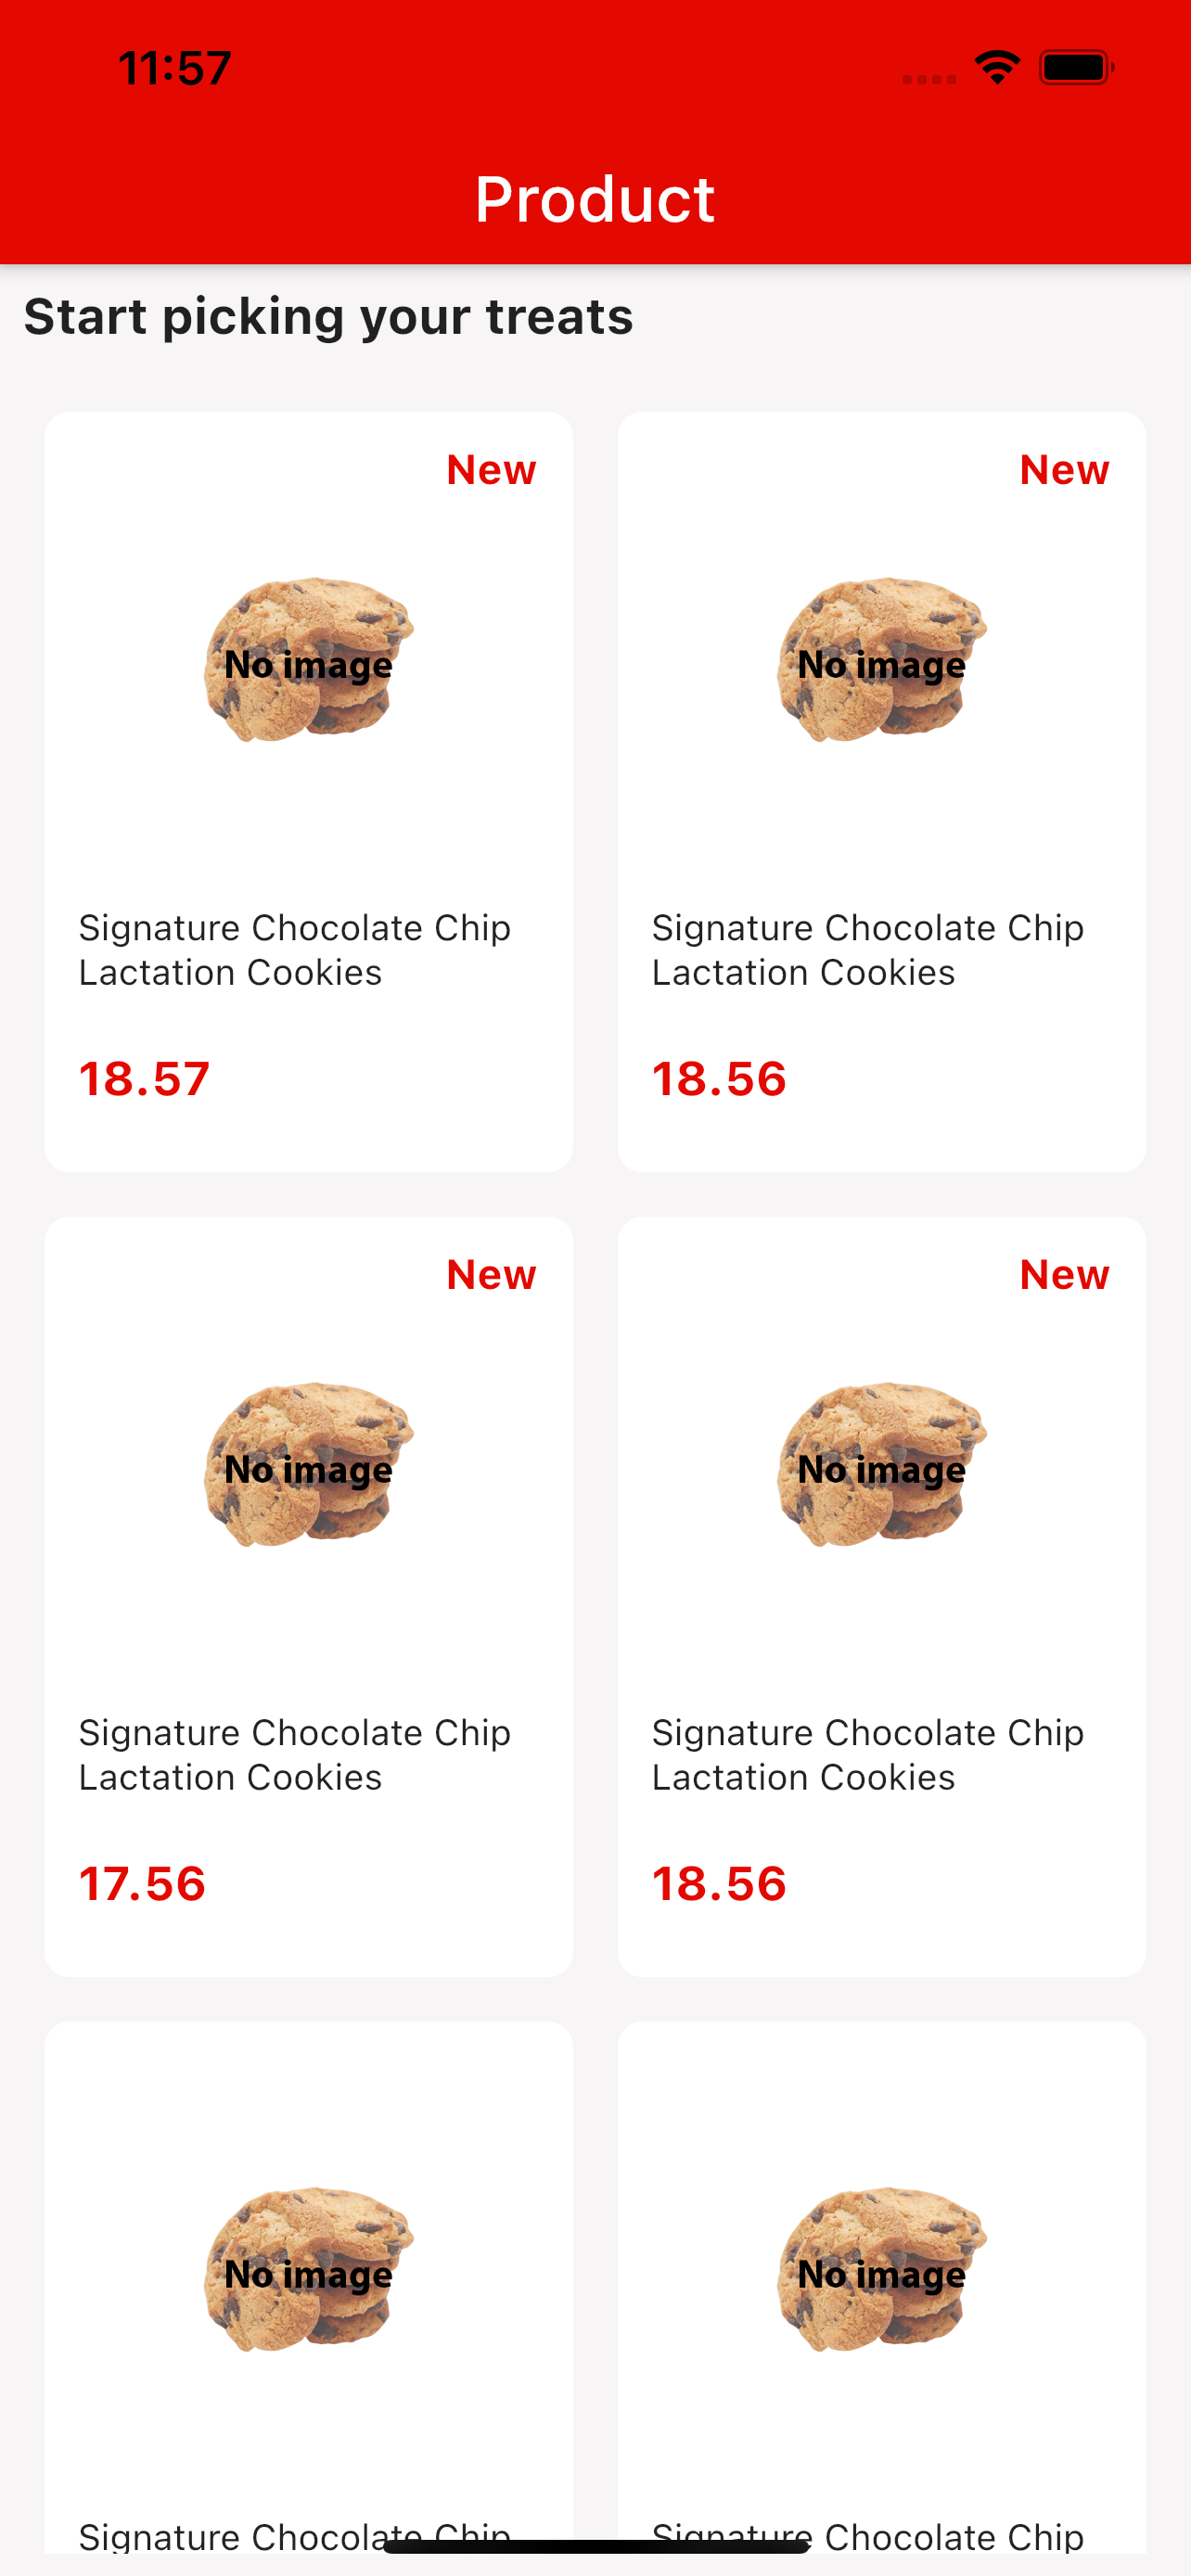 11:57
Product
Start picking your treats
New
New
No image
No image
Signature Chocolate Chip
Lactation Cookies
Signature Chocolate Chip
Lactation Cookies
18.57
18.56
New
New
No image
No image
Signature Chocolate Chip
Lactation Cookies
Signature Chocolate Chip
Lactation Cookies
17.56
18.56
No image
No image
Signature Chocolate Chip
Signature Chocolate Chip